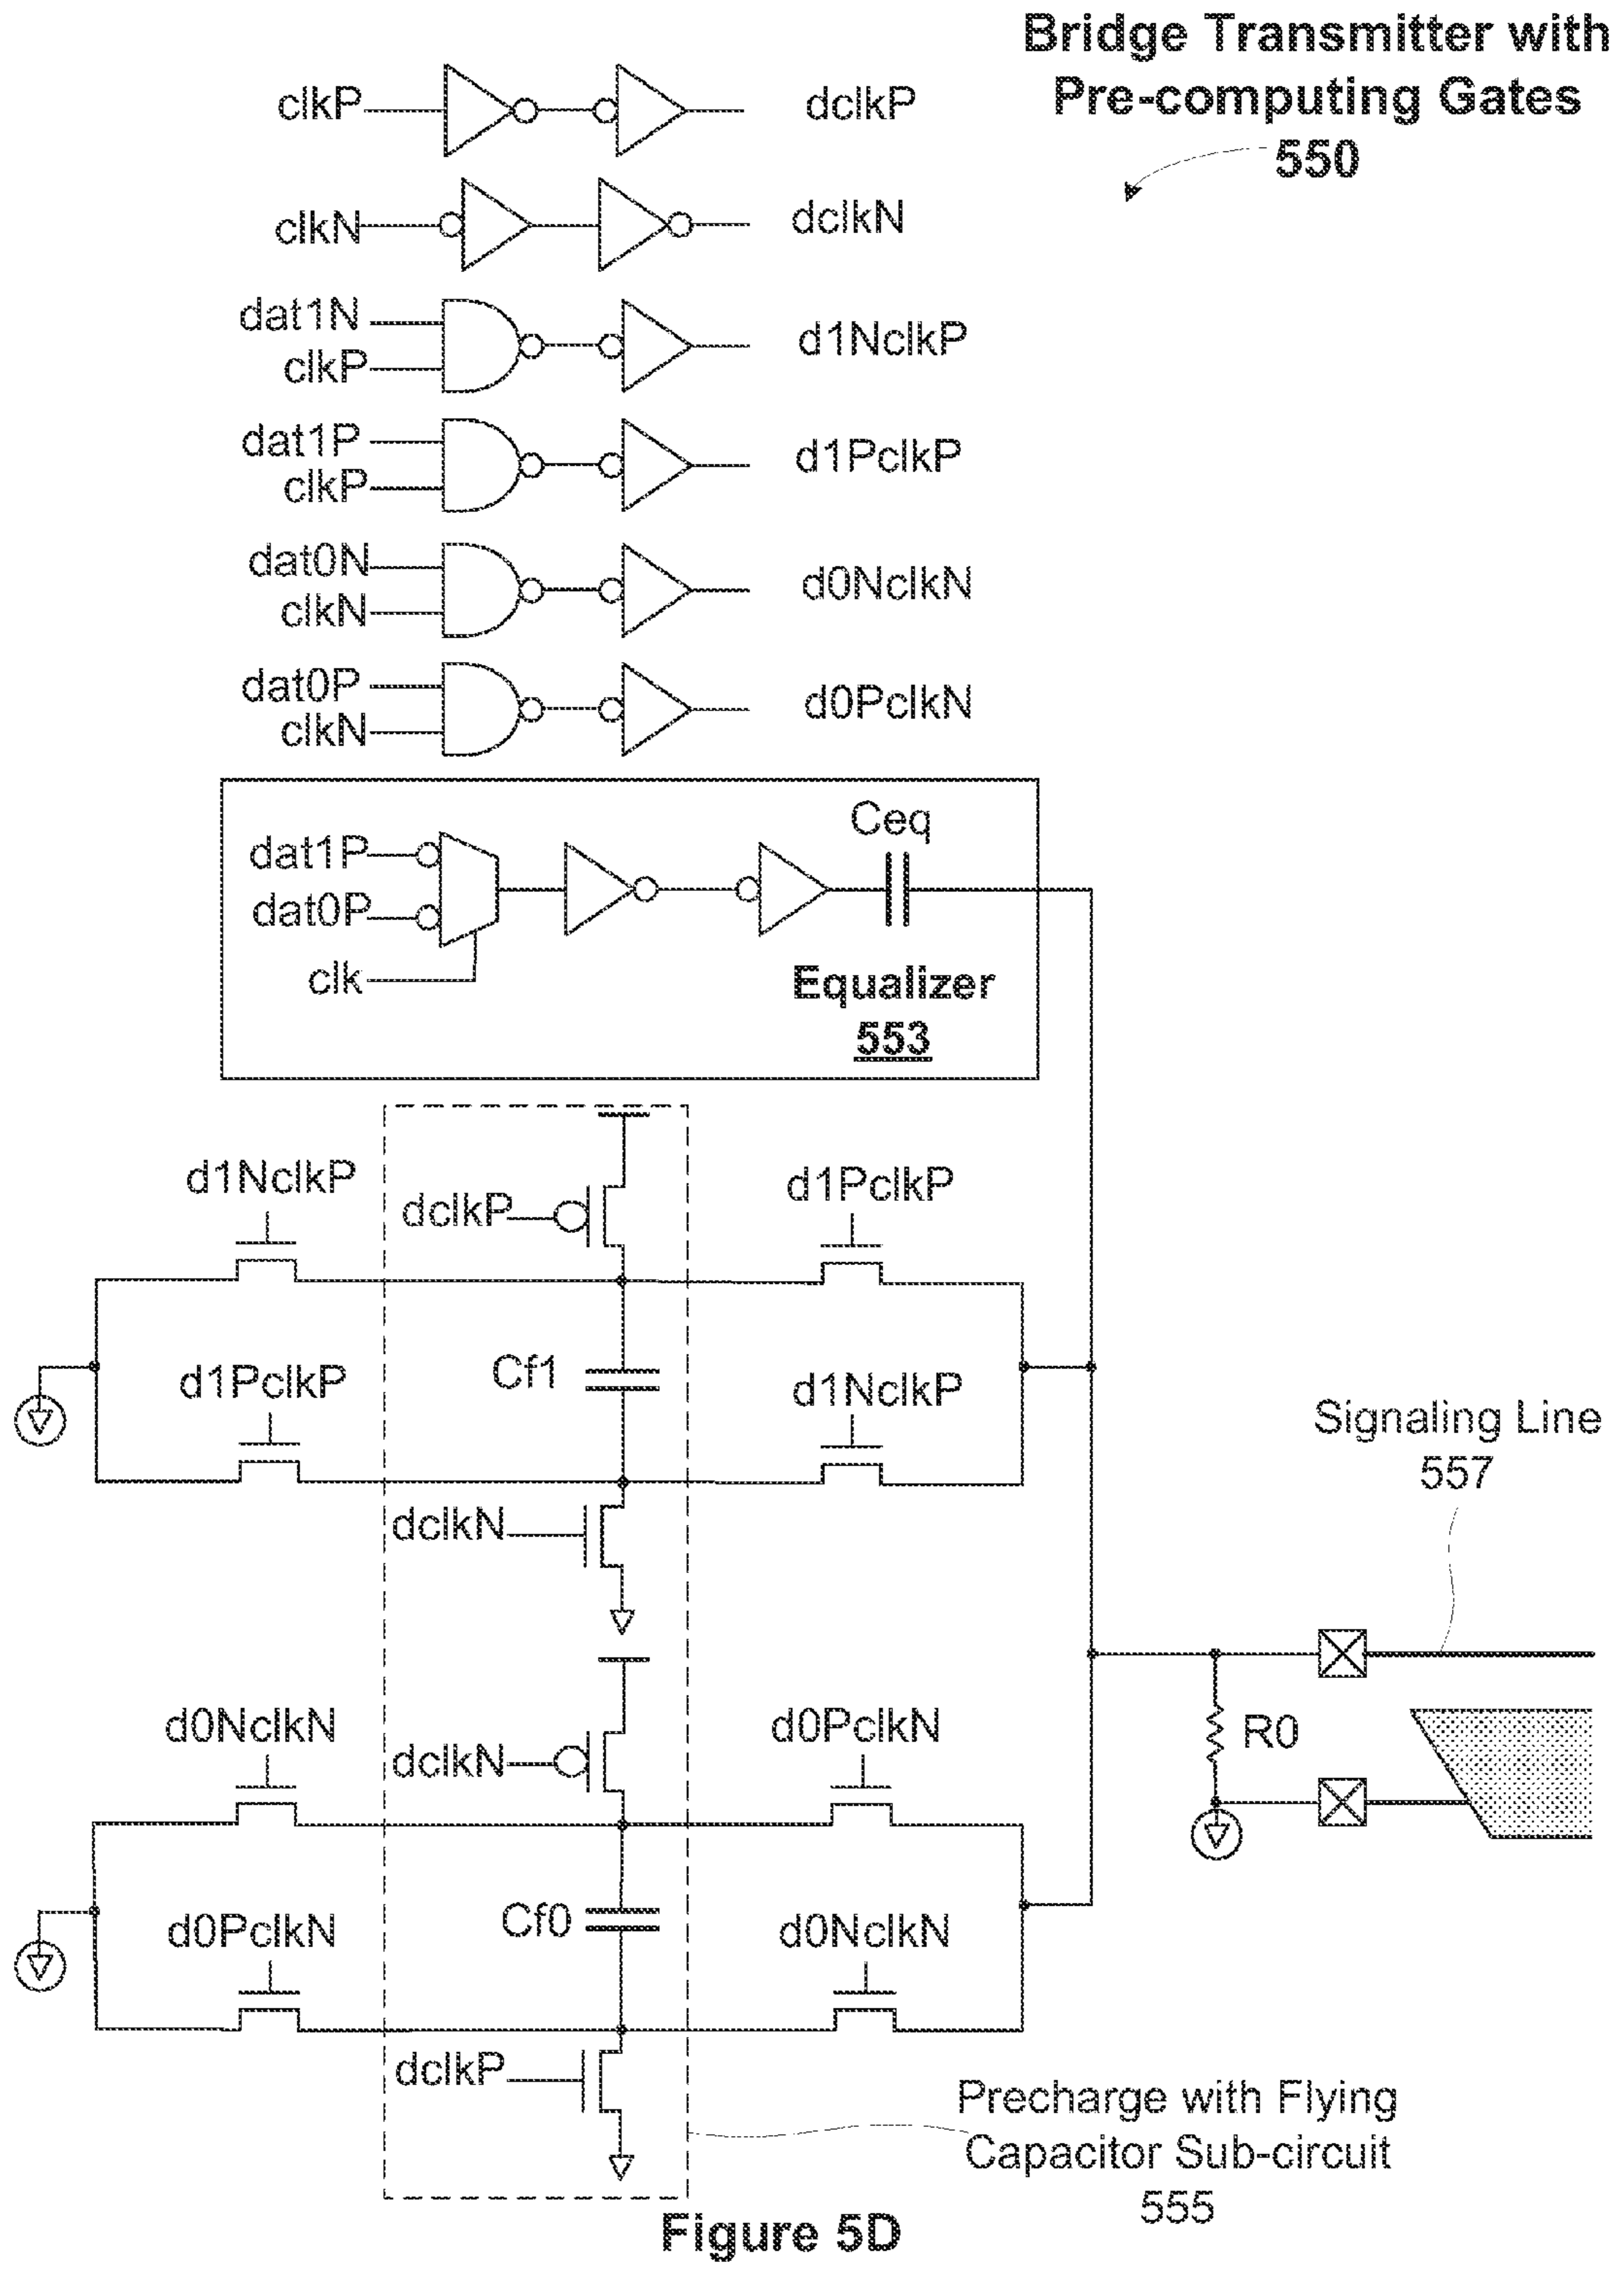 Bridge Transmitter with
Pre-computing Gates
550
clkP
dclkP
clkN
dclkN
dat1N
clkP
d1NclkP
dat1P
clkP
d1PclkP
dat0N
clkN
d0NclkN
dat0P
clkN
d0PclkN
Ceq
dat1P
dat0P
clk
Equalizer
553
d1NclkP
dclkP
d1PclkP
d1PclkP
Cf1
d1NclkP
dclkN
Signaling Line
557
d0NclkN
dclkN
d0PclkN
R0
d0PclkN
Cf0
d0NclkN
dclkP
Precharge with Flying
Capacitor Sub-circuit
555
Figure 5D